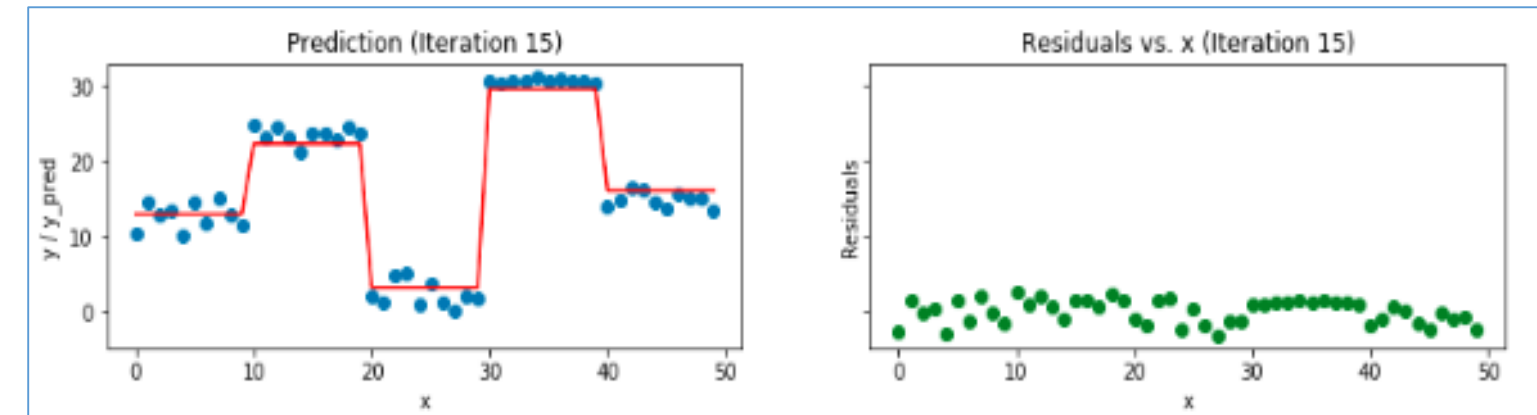 Prediction (Iteration 15)
y / y_pred
30
20
10
0
0 10 20 30 40 50
x
Residuals vs. x (Iteration 15)
Residuals
0 10 20 30 40 50
x